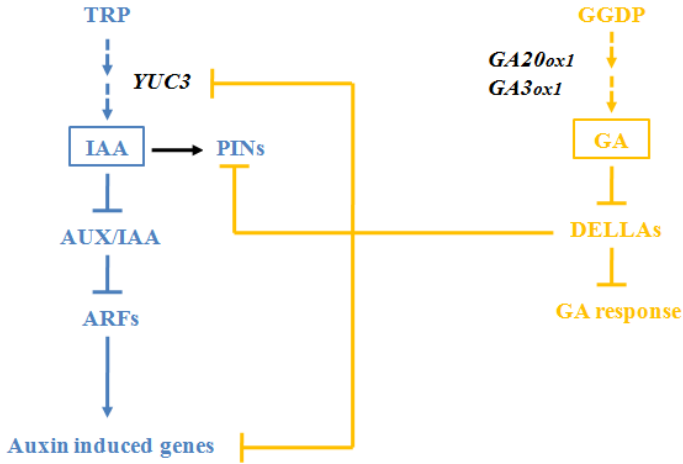 TRP
GGDP
YUC3
GA20ox1
GA3ox1
IAA
PINs
GA
AUX/IAA
DELLAs
ARFs
GA response
Auxin induced genes